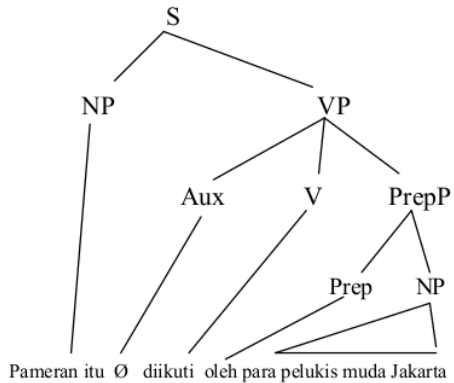 S
NP VP
Aux V PrepP
Prep NP
Pameran itu Ø diikuti oleh para pelukis muda Jakarta